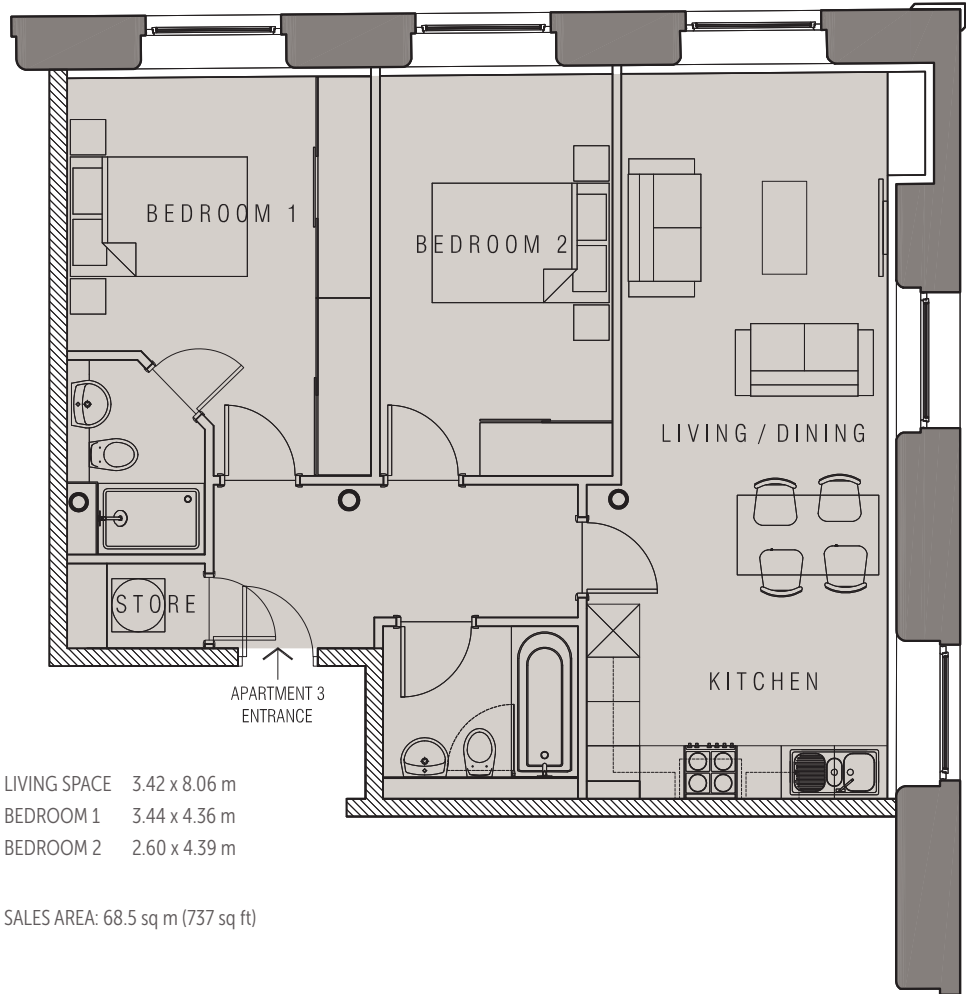 BEDROOM 1
BEDROOM 2
LIVING / DINING
STORE
KITCHEN
APARTMENT 3
ENTRANCE
LIVING SPACE 3.42 x 8.06 m
BEDROOM 1 3.44 x 4.36 m
BEDROOM 2 2.60 x 4.39 m
SALES AREA: 68.5 sq m (737 sq ft)